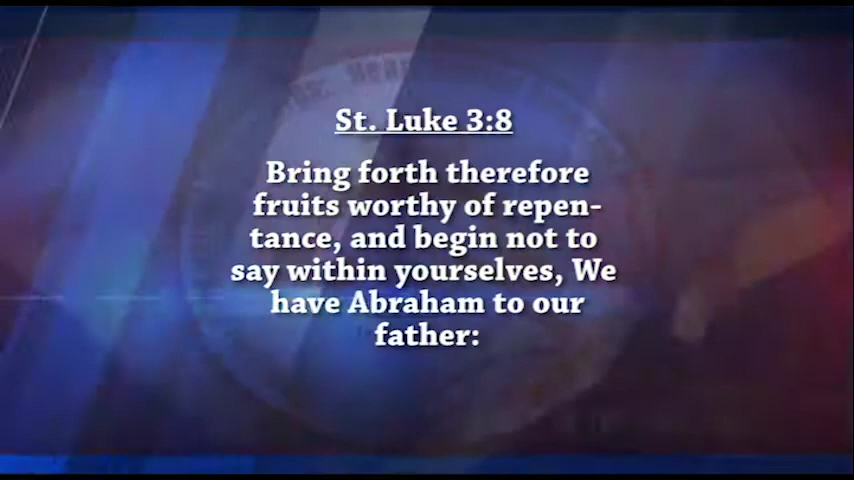 St. Luke 3:8
Bring forth therefore
fruits worthy of repen-
tance, and begin not to
say within yourselves, We
have Abraham to our
father: